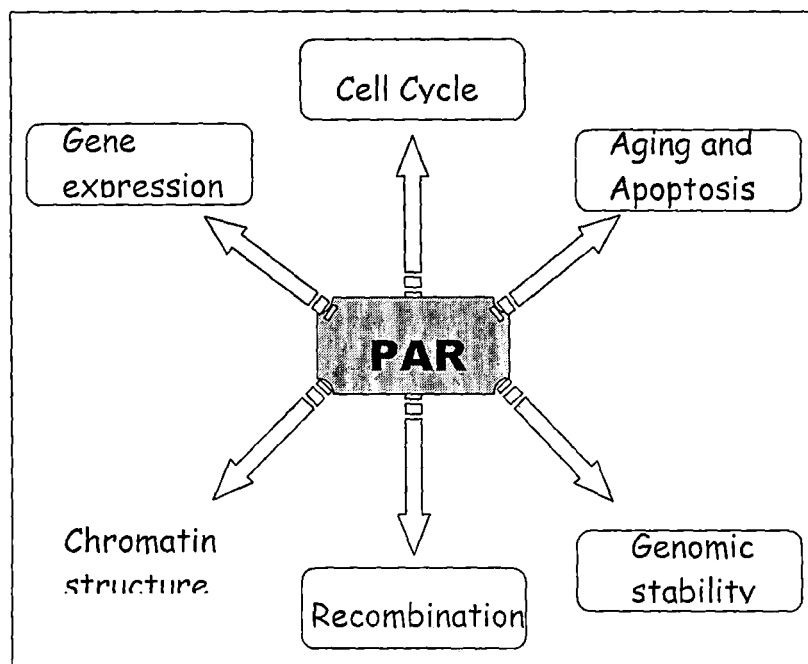 Cell Cycle
Gene
expression
Aging and
Apoptosis
PAR
Chromatin
structure
Genomic
stability
Recombination